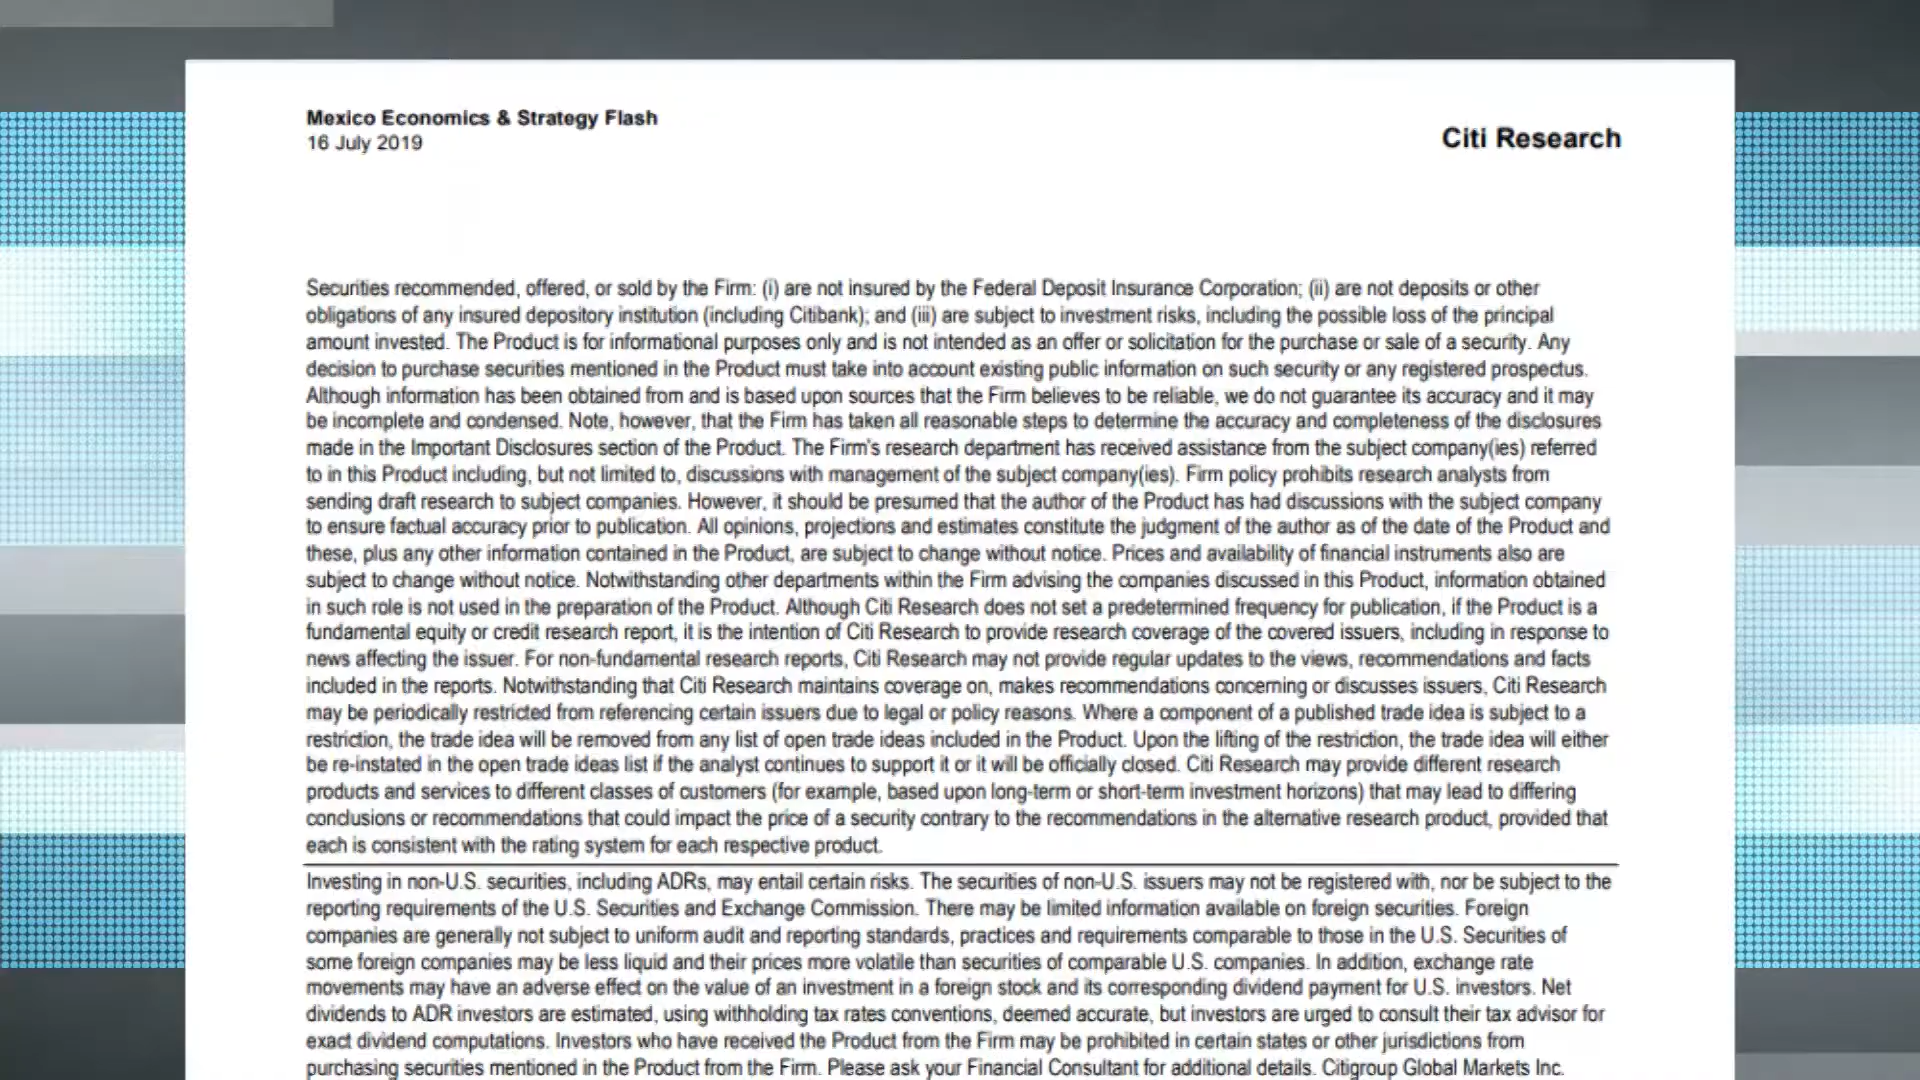 Mexico Economics & Strategy Flash
16 July 2019
Citi Research
Securities recommended, offered, or sold by the Firm: (i) are not insured by the Federal Deposit Insurance Corporation; (ii) are not deposits or other
obligations of any insured depository institution (including Citibank); and (iii) are subject to investment risks, including the possible loss of the principal
amount invested. The Product is for informational purposes only and is not intended as an offer or solicitation for the purchase or sale of a security. Any
decision to purchase securities mentioned in the Product must take into account existing public information on such security or any registered prospectus.
Although information has been obtained from and is based upon sources that the Firm believes to be reliable, we do not guarantee its accuracy and it may
be incomplete and condensed. Note, however, that the Firm has taken all reasonable steps to determine the accuracy and completeness of the disclosures
made in the Important Disclosures section of the Product. The Firm's research department has received assistance from the subject company(ies) referred
to in this Product including, but not limited to, discussions with management of the subject company(ies). Firm policy prohibits research analysts from
sending draft research to subject companies. However, it should be presumed that the author of the Product has had discussions with the subject company
to ensure factual accuracy prior to publication. All opinions, projections and estimates constitute the judgment of the author as of the date of the Product and
these, plus any other information contained in the Product, are subject to change without notice. Prices and availability of financial instruments also are
subject to change without notice. Notwithstanding other departments within the Firm advising the companies discussed in this Product, information obtained
in such role is not used in the preparation of the Product. Although Citi Research does not set a predetermined frequency for publication, if the Product is a
fundamental equity or credit research report, it is the intention of Citi Research to provide research coverage of the covered issuers, including in response to
news affecting the issuer. For non-fundamental research reports, Citi Research may not provide regular updates to the views, recommendations and facts
included in the reports. Notwithstanding that Citi Research maintains coverage on, makes recommendations concerning or discusses issuers, Citi Research
may be periodically restricted from referencing certain issuers due to legal or policy reasons. Where a component of a published trade idea is subject to a
restriction, the trade idea will be removed from any list of open trade ideas included in the Product. Upon the lifting of the restriction, the trade idea will either
be re-instated in the open trade ideas list if the analyst continues to support it or it will be officially closed. Citi Research may provide different research
products and services to different classes of customers (for example, based upon long-term or short-term investment horizons) that may lead to differing
conclusions or recommendations that could impact the price of a security contrary to the recommendations in the alternative research product, provided that
each is consistent with the rating system for each respective product.
Investing in non-U.S. securities, including ADRs, may entail certain risks. The securities of non-U.S. issuers may not be registered with, nor be subject to the
reporting requirements of the U.S. Securities and Exchange Commission. There may be limited information available on foreign securities. Foreign
companies are generally not subject to uniform audit and reporting standards, practices and requirements comparable to those in the U.S. Securities of
some foreign companies may be less liquid and their prices more volatile than securities of comparable U.S. companies. In addition, exchange rate
movements may have an adverse effect on the value of an investment in a foreign stock and its corresponding dividend payment for U.S. investors. Net
dividends to ADR investors are estimated, using withholding tax rates conventions, deemed accurate, but investors are urged to consult their tax advisor for
exact dividend computations. Investors who have received the Product from the Firm may be prohibited in certain states or other jurisdictions from
purchasing securities mentioned in the Product from the Firm. Please ask your Financial Consultant for additional details. Citigroup Global Markets Inc.